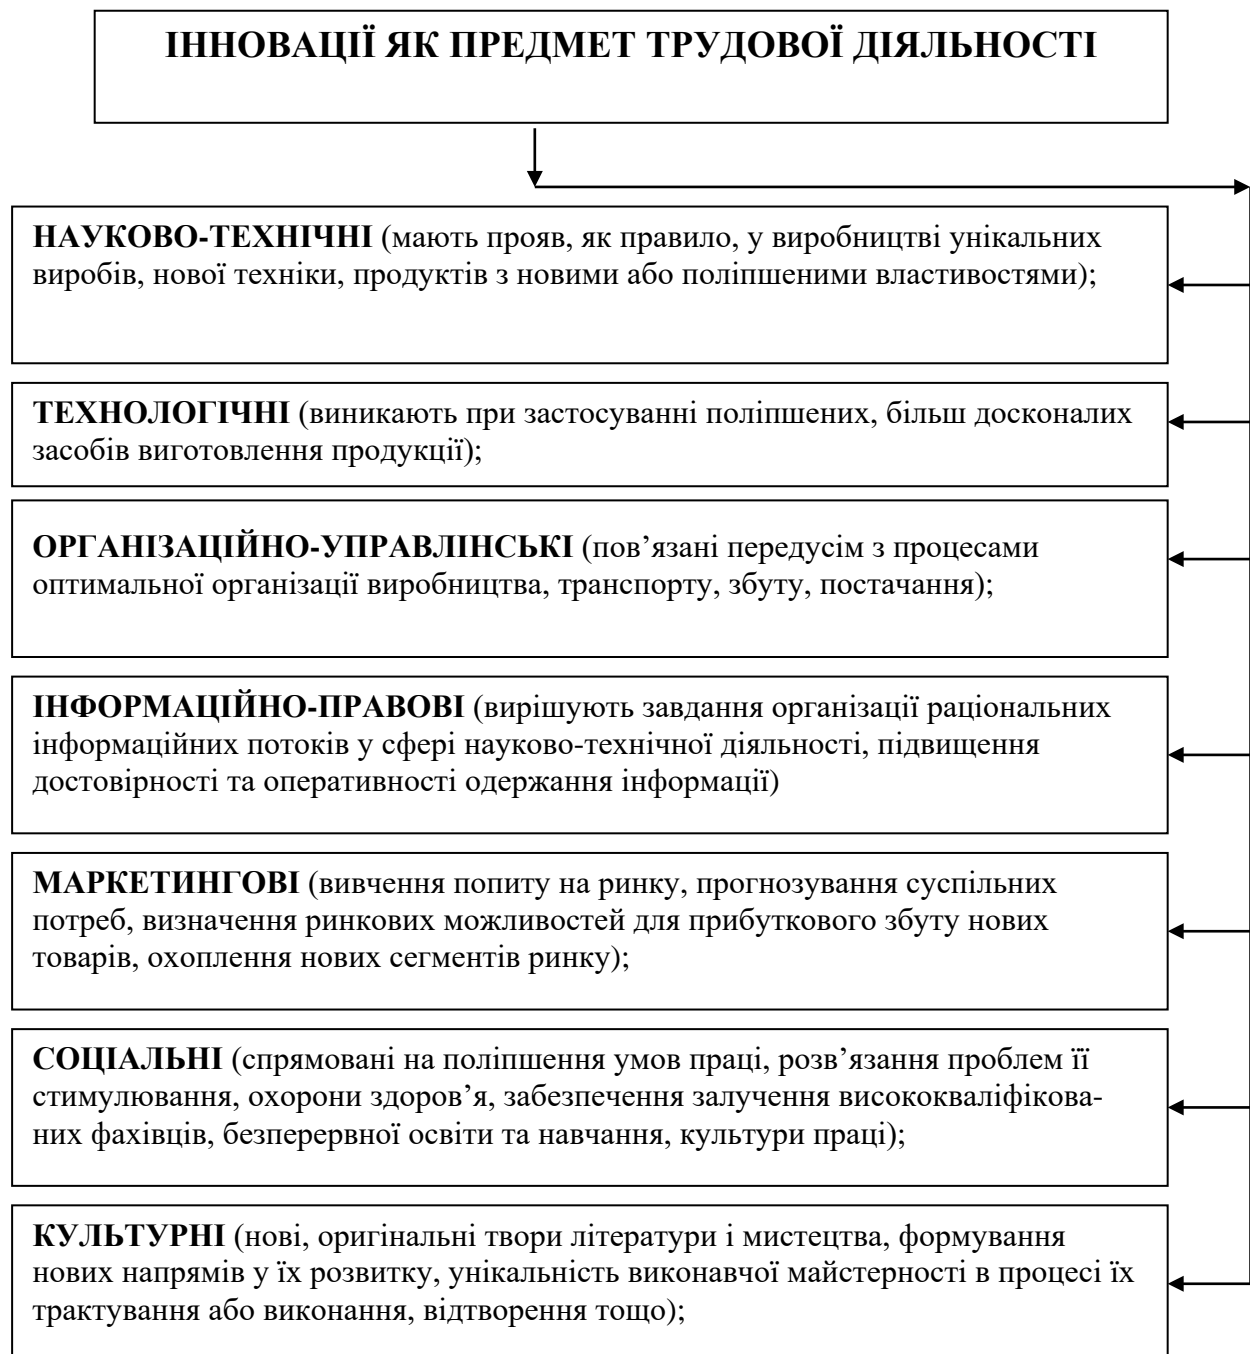 ІННОВАЦІЇ ЯК ПРЕДМЕТ ТРУДОВОЇ ДІЯЛЬНОСТІ
НАУКОВО-ТЕХНІЧНІ (мають прояв, як правило, у виробництві унікальних
виробів, нової техніки, продуктів з новими або поліпшеними властивостями);
ТЕХНОЛОГІЧНІ (виникають при застосуванні поліпшених, більш досконалих
засобів виготовлення продукції);
ОРГАНІЗАЦІЙНО-УПРАВЛІНСЬКІ (пов’язані передусім з процесами
оптимальної організації виробництва, транспорту, збуту, постачання);
ІНФОРМАЦІЙНО-ПРАВОВІ (вирішують завдання організації раціональних
інформаційних потоків у сфері науково-технічної діяльності, підвищення
достовірності та оперативності одержання інформації)
МАРКЕТИНГОВІ (вивчення попиту на ринку, прогнозування суспільних
потреб, визначення ринкових можливостей для прибуткового збуту нових
товарів, охоплення нових сегментів ринку);
СОЦІАЛЬНІ (спрямовані на поліпшення умов праці, розв’язання проблем її
стимулювання, охорони здоров’я, забезпечення залучення висококваліфікова-
них фахівців, безперервної освіти та навчання, культури праці);
КУЛЬТУРНІ (нові, оригінальні твори літератури і мистецтва, формування
нових напрямів у їх розвитку, унікальність виконавчої майстерності в процесі їх
трактування або виконання, відтворення тощо);